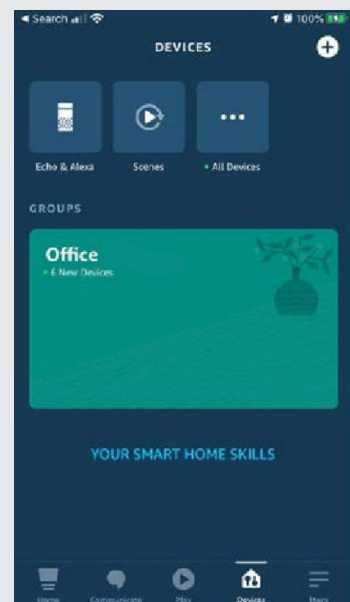 Search
100%
DEVICES
Echo & Alexa Scenes All Devices
GROUPS
Office
6 New Devices
YOUR SMART HOME SKILLS
Home Communicate Play Devices More